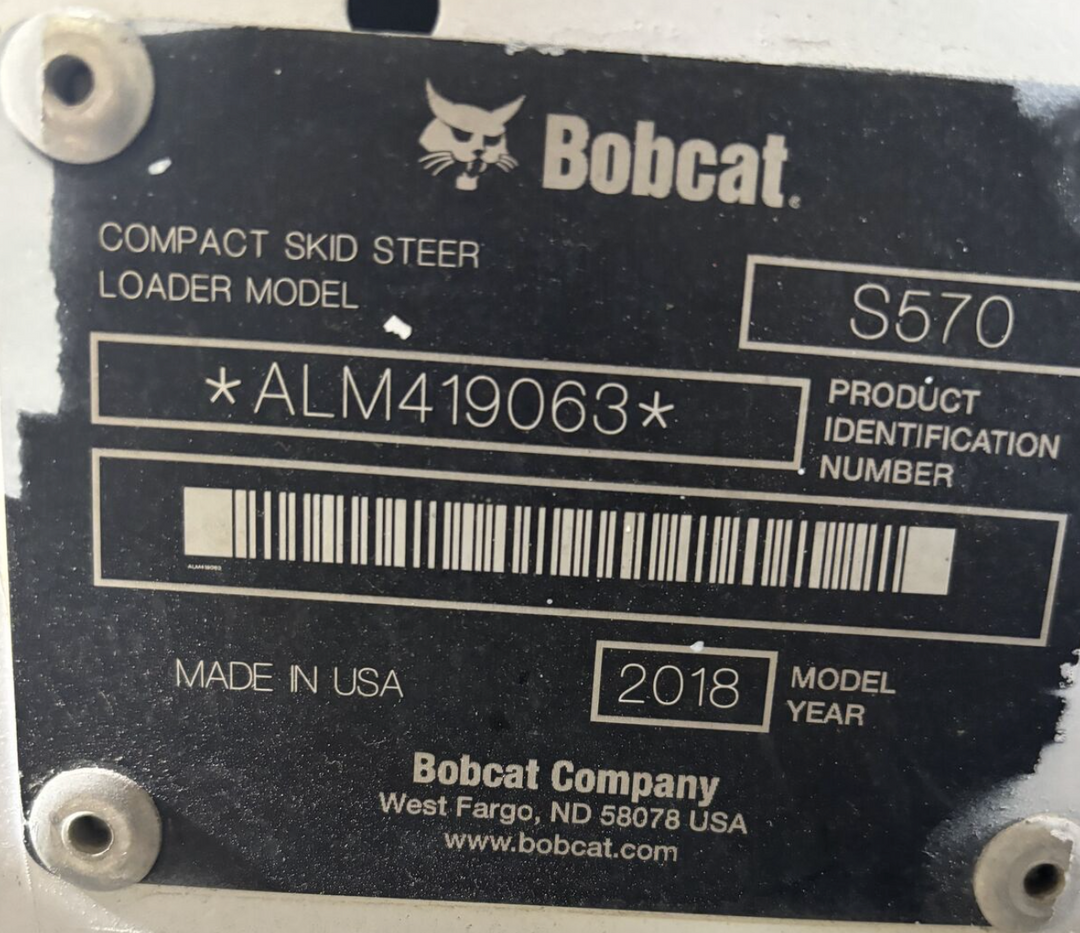 Bobcat®
COMPACT SKID STEER
LOADER MODEL
S570
*ALM419063*
PRODUCT
IDENTIFICATION
NUMBER
ALM419063
MADE IN USA
2018
MODEL
YEAR
Bobcat Company
West Fargo, ND 58078 USA
www.bobcat.com